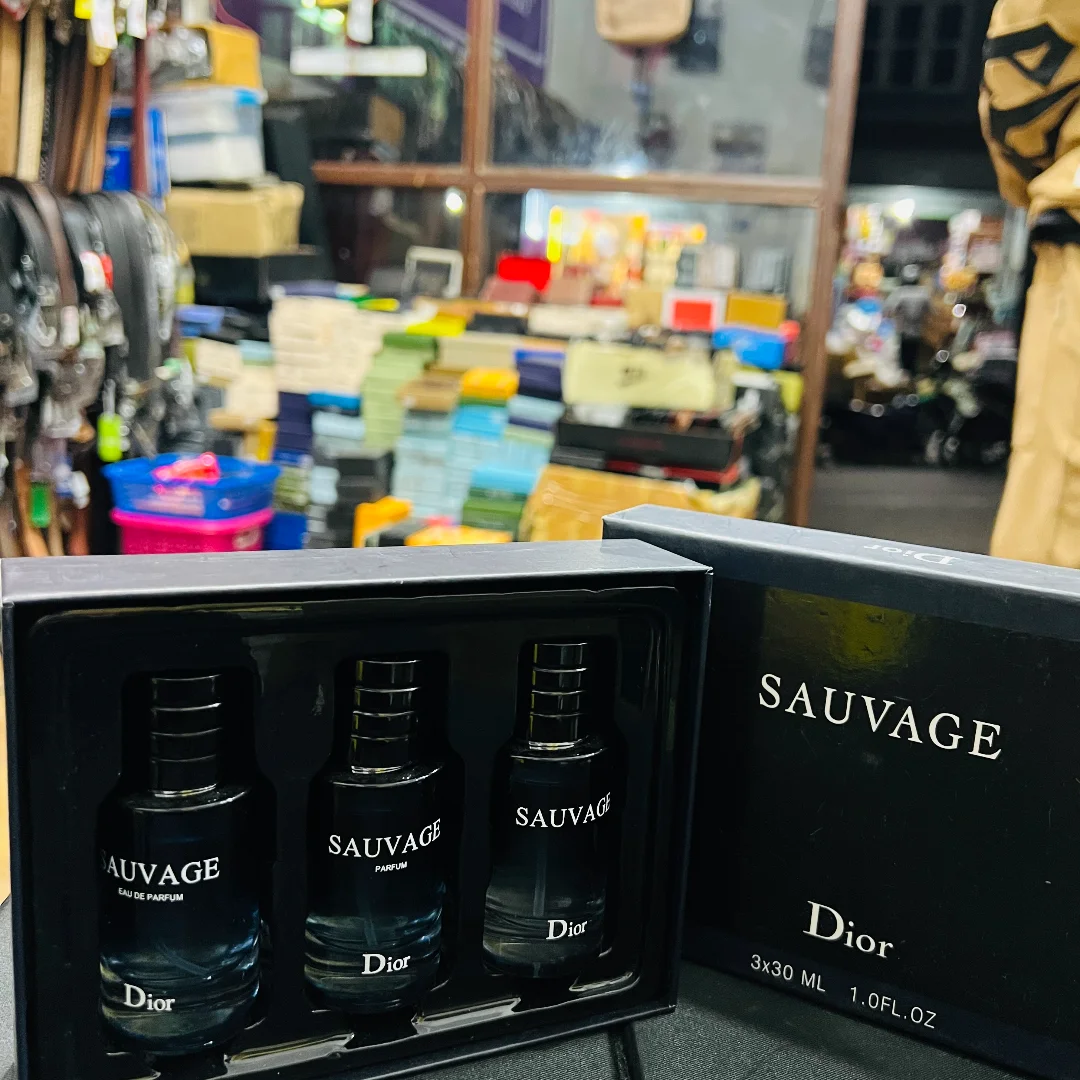 SAUVAGE
EAU DE PARFUM
Dior
SAUVAGE
PARFUM
Dior
SAUVAGE
Dior
Dior
SAUVAGE
Dior
3x30 ML 1.0FL.OZ